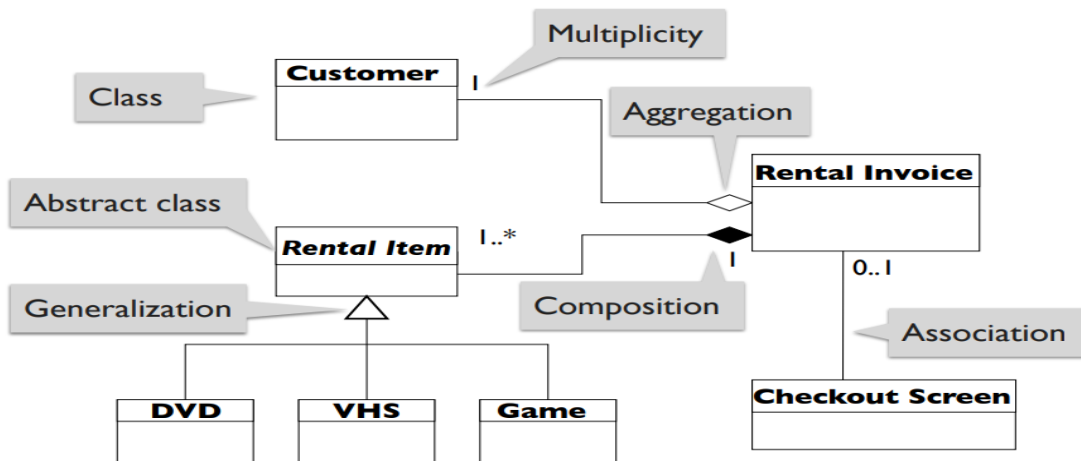 Multiplicity
Customer
1
Class
Aggregation
Rental Invoice
Abstract class
Rental Item
1..*
1
0..1
Generalization
Composition
Association
DVD
VHS
Game
Checkout Screen